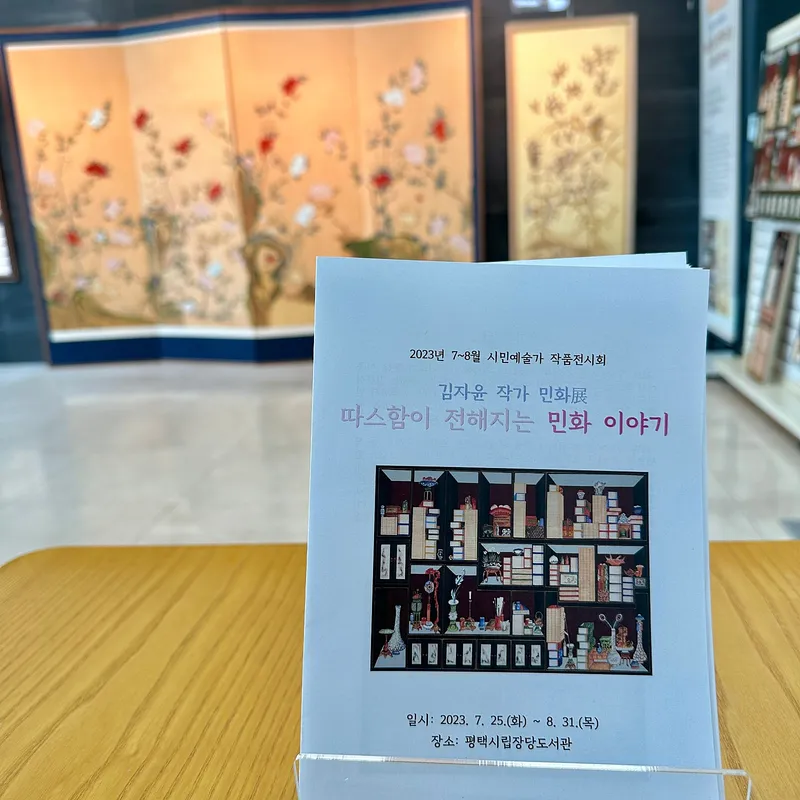 2023년 7~8월 시민예술가 작품전시회
김자윤 작가 민화展
따스함이 전해지는 민화 이야기
일시: 2023. 7. 25.(화) ~ 8. 31.(목)
장소: 평택시립장당도서관